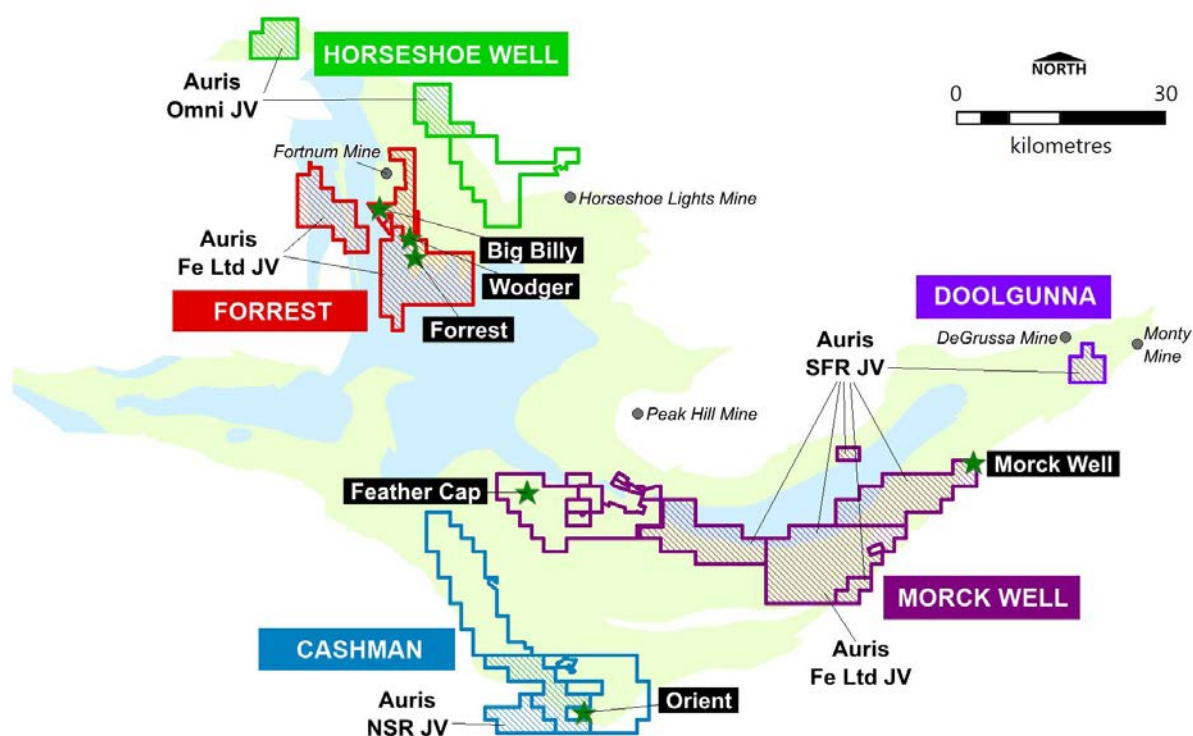 HORSESHOE WELL
NORTH
Auris
Omni JV
0
30
kilometres
Fortnum Mine
Horseshoe Lights Mine
Auris
Fe Ltd JV
Big Billy
Wodger
FORREST
Forrest
DOOLGUNNA
DeGrussa Mine
Monty
Mine
Auris
SFR JV
Peak Hill Mine
Morck Well
Feather Cap
MORCK WELL
CASHMAN
Auris
Fe Ltd JV
Orient
Auris
NSR JV